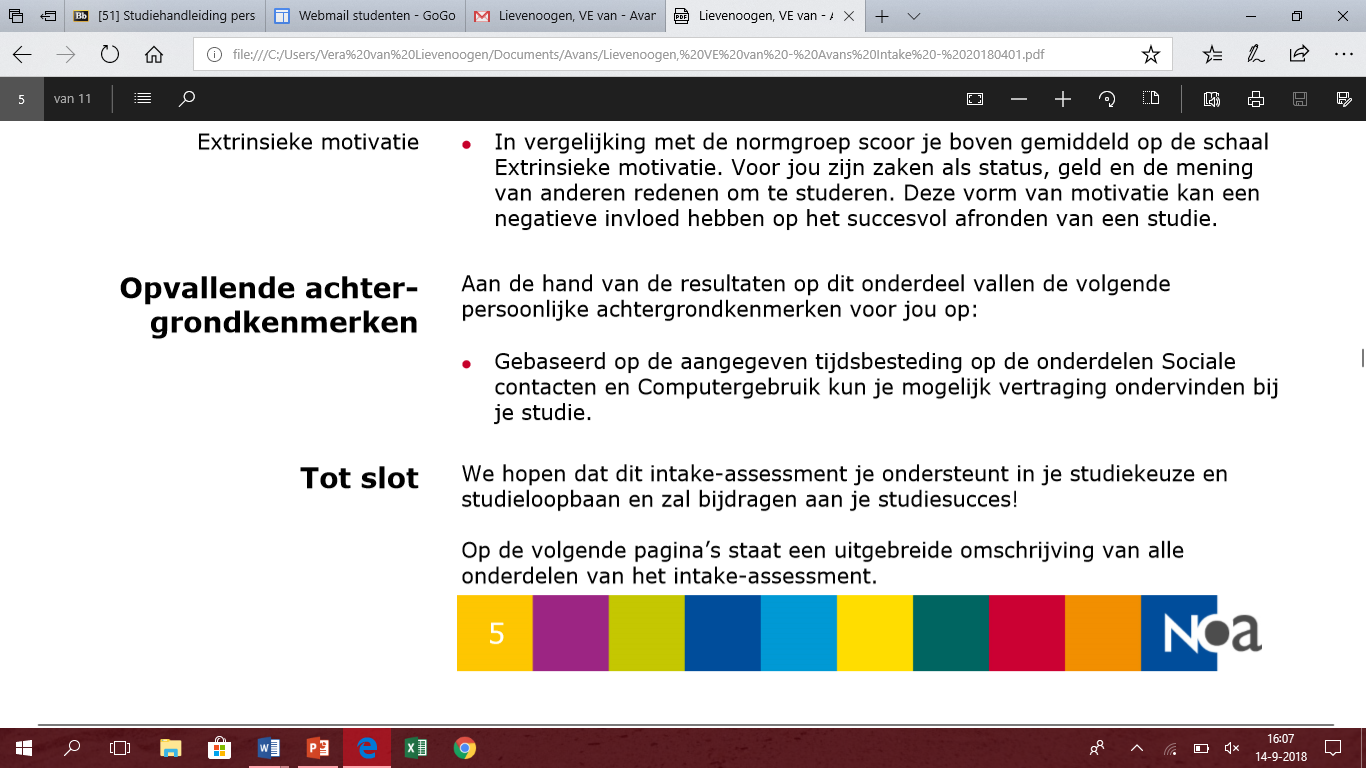 [51] Studiehandleiding pers
Webmail studenten - GoGo
Lievenoogen, VE van - Avar
Lievenoogen, VE van - A
file:///C:/Users/Vera%20van%20Lievenoogen/Documents/Avans/Lievenoogen,%20VE%20van%20-%20Avans%20Intake%20-%2020180401.pdf
5 van 11
Extrinsieke motivatie
• In vergelijking met de normgroep scoor je boven gemiddeld op de schaal
Extrinsieke motivatie. Voor jou zijn zaken als status, geld en de mening
van anderen redenen om te studeren. Deze vorm van motivatie kan een
negatieve invloed hebben op het succesvol afronden van een studie.
Opvallende achter-
grondkenmerken
Aan de hand van de resultaten op dit onderdeel vallen de volgende
persoonlijke achtergrondkenmerken voor jou op:
• Gebaseerd op de aangegeven tijdsbesteding op de onderdelen Sociale
contacten en Computergebruik kun je mogelijk vertraging ondervinden bij
je studie.
Tot slot
We hopen dat dit intake-assessment je ondersteunt in je studiekeuze en
studieloopbaan en zal bijdragen aan je studiesucces!
Op de volgende pagina's staat een uitgebreide omschrijving van alle
onderdelen van het intake-assessment.
5
Noa
16:07
14-9-2018